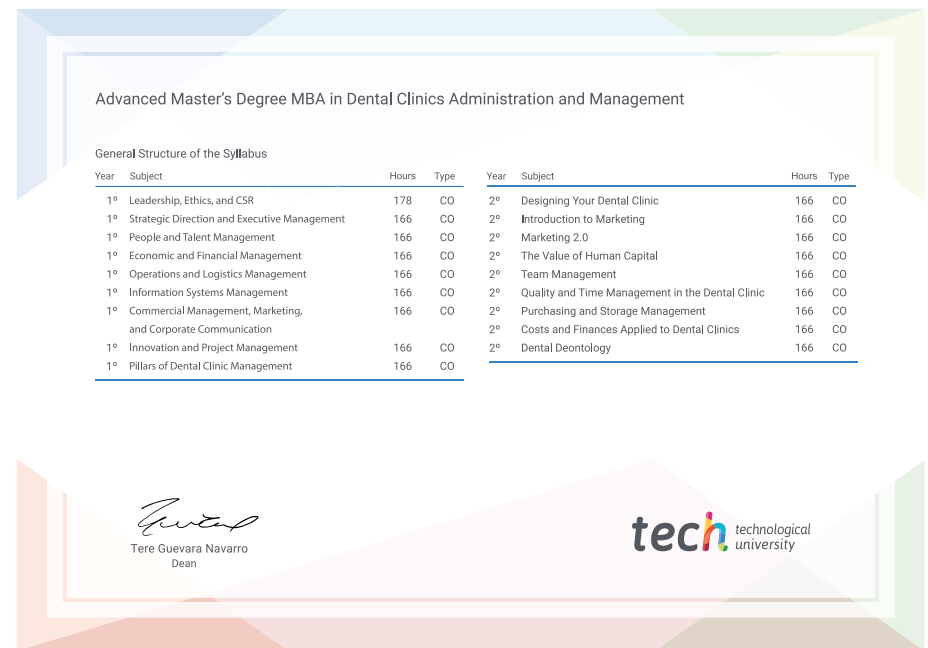 Advanced Master's Degree MBA in Dental Clinics Administration and Management
General Structure of the Syllabus
Year Subject Hours Type
1º Leadership, Ethics, and CSR 178 CO
1º Strategic Direction and Executive Management 166 CO
1º People and Talent Management 166 CO
1º Economic and Financial Management 166 CO
1º Operations and Logistics Management 166 CO
1º Information Systems Management 166 CO
1º Commercial Management, Marketing, 166 CO
and Corporate Communication
1º Innovation and Project Management 166 CO
1º Pillars of Dental Clinic Management 166 CO
Year Subject Hours Type
2º Designing Your Dental Clinic 166 CO
2º Introduction to Marketing 166 CO
2º Marketing 2.0 166 CO
2º The Value of Human Capital 166 CO
2º Team Management 166 CO
2º Quality and Time Management in the Dental Clinic 166 CO
2º Purchasing and Storage Management 166 CO
2º Costs and Finances Applied to Dental Clinics 166 CO
2º Dental Deontology 166 CO
Tere Guevara Navarro
Dean
tech technological
university